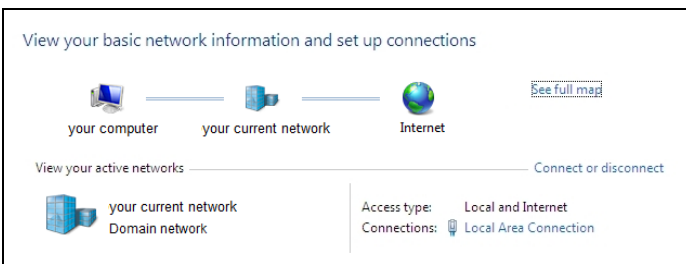 View your basic network information and set up connections
See full map
your computer your current network Internet
View your active networks Connect or disconnect
your current network
Domain network
Access type: Local and Internet
Connections: Local Area Connection